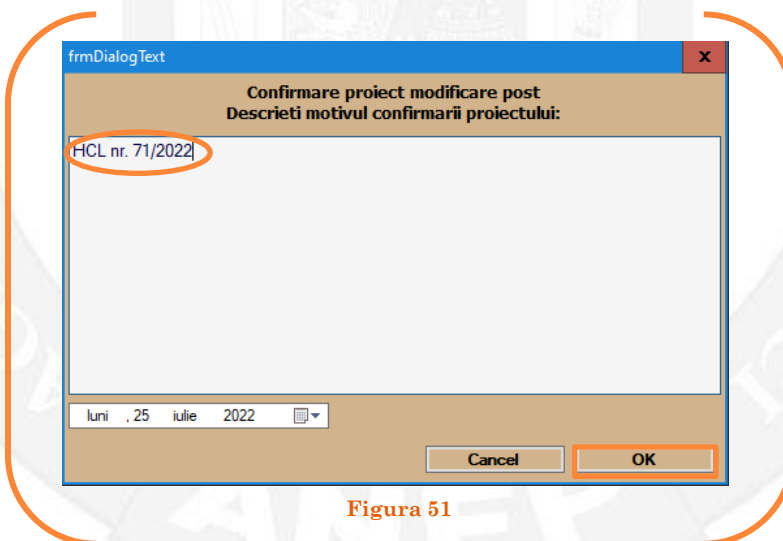 frmDialogText
x
Confirmare proiect modificare post
Descrieti motivul confirmarii proiectului:
HCL nr. 71/2022
luni , 25 iulie 2022
Cancel OK
Figura 51